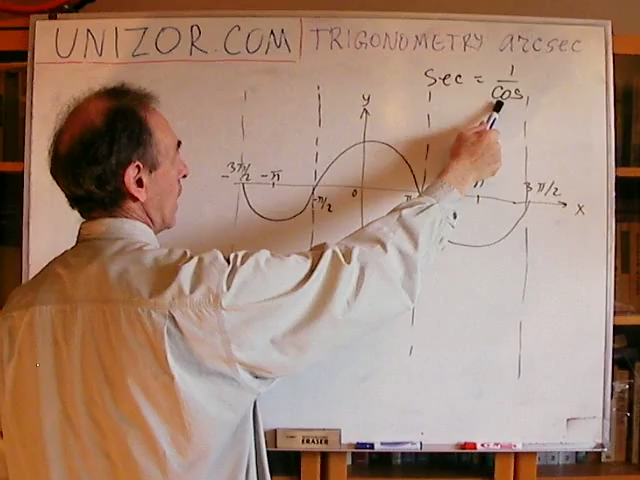 UNIZOR.COM | TRIGONOMETRY arcsec
sec = 1
cos
y
-3π/2 -π -π/2 0 π π 3π/2
x
ERASER